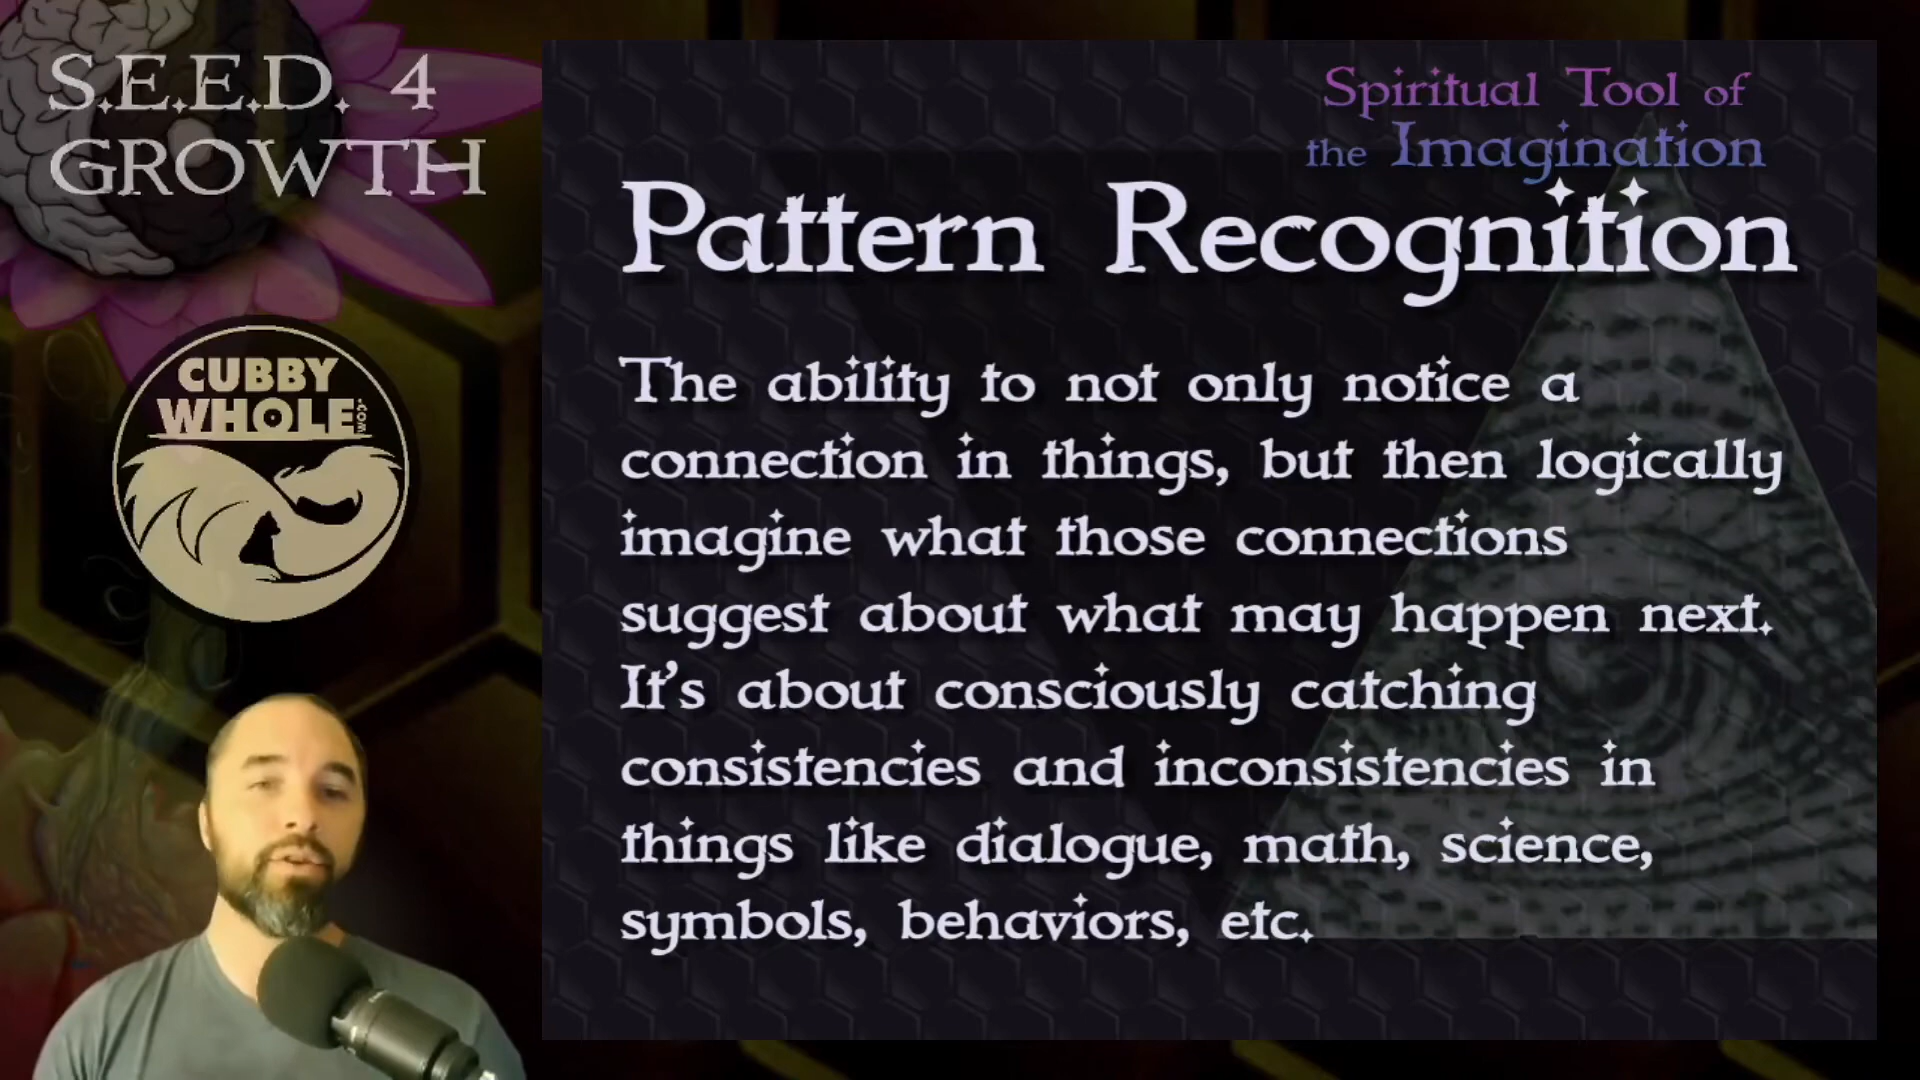 S.E.E.D. 4
GROWTH
CUBBY
WHOLE.COM
Spiritual Tool of
the Imagination
Pattern Recognition
The ability to not only notice a
connection in things, but then logically
imagine what those connections
suggest about what may happen next.
It's about consciously catching
consistencies and inconsistencies in
things like dialogue, math, science,
symbols, behaviors, etc.